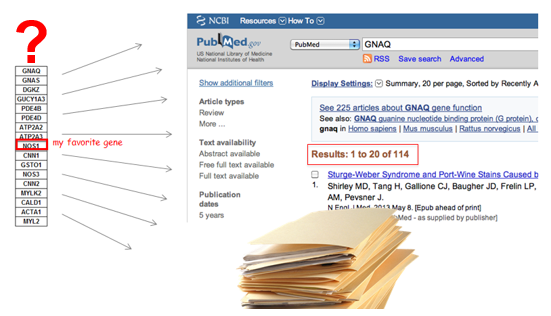 ?
GNAQ
GNAS
DGKZ
GUCY1A3
PDE4B
PDE4D
ATP2A2
ATP2A3
NOS1
my favorite gene
CNN1
GSTO1
NOS3
CNN2
MYLK2
CALD1
ACTA1
MYL2
NCBI Resources How To
PubMed.gov
US National Library of Medicine
National Institutes of Health
PubMed GNAQ
RSS Save search Advanced
Show additional filters
Article types
Review
More ...
Text availability
Abstract available
Free full text available
Full text available
Publication
dates
5 years
Display Settings: Summary, 20 per page, Sorted by Recently A
See 225 articles about GNAQ gene function
See also: GNAQ guanine nucleotide binding protein (G protein),
gnaq in Homo sapiens | Mus musculus | Rattus norvegicus | All
Results: 1 to 20 of 114
Sturge-Weber Syndrome and Port-Wine Stains Caused b
1. Shirley MD, Tang H, Gallione CJ, Baugher JD, Frelin LP,
AM, Pevsner J.
N Engl J Med. 2013 May 8. [Epub ahead of print]
PubMed - as supplied by publisher]